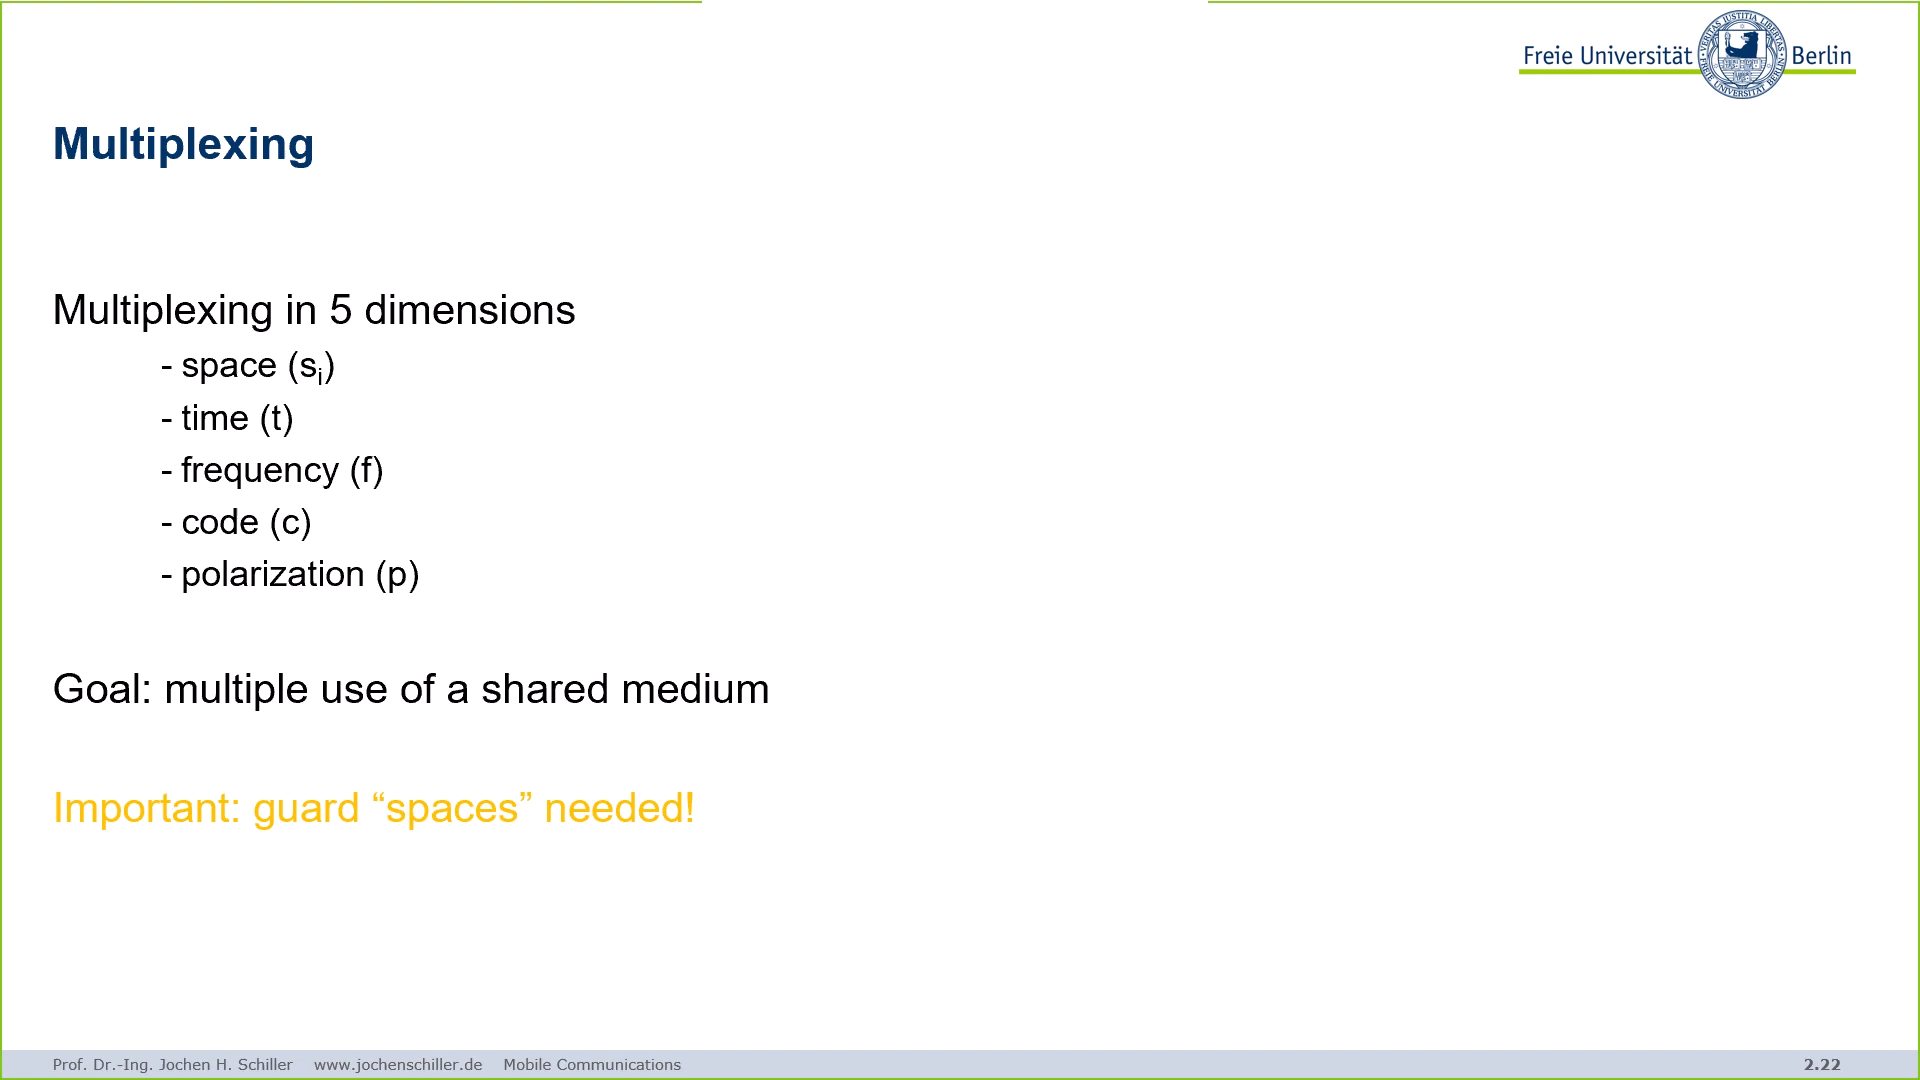 Freie Universität Berlin
Multiplexing
Multiplexing in 5 dimensions
- space (si)
- time (t)
- frequency (f)
- code (c)
- polarization (p)
Goal: multiple use of a shared medium
Important: guard “spaces” needed!
Prof. Dr.-Ing. Jochen H. Schiller www.jochenschiller.de Mobile Communications 2.22